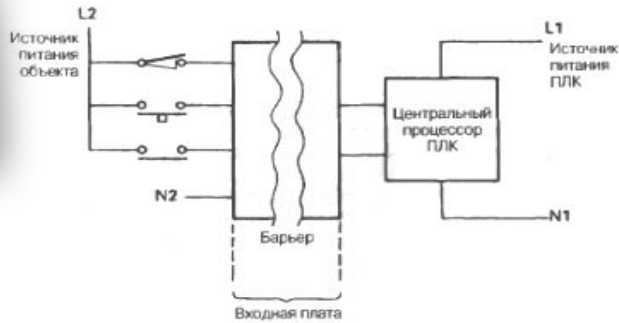 L2
Источник
питания
объекта
N2
Барьер
Входная плата
Центральный
процессор
ПЛК
L1
Источник
питания
ПЛК
N1